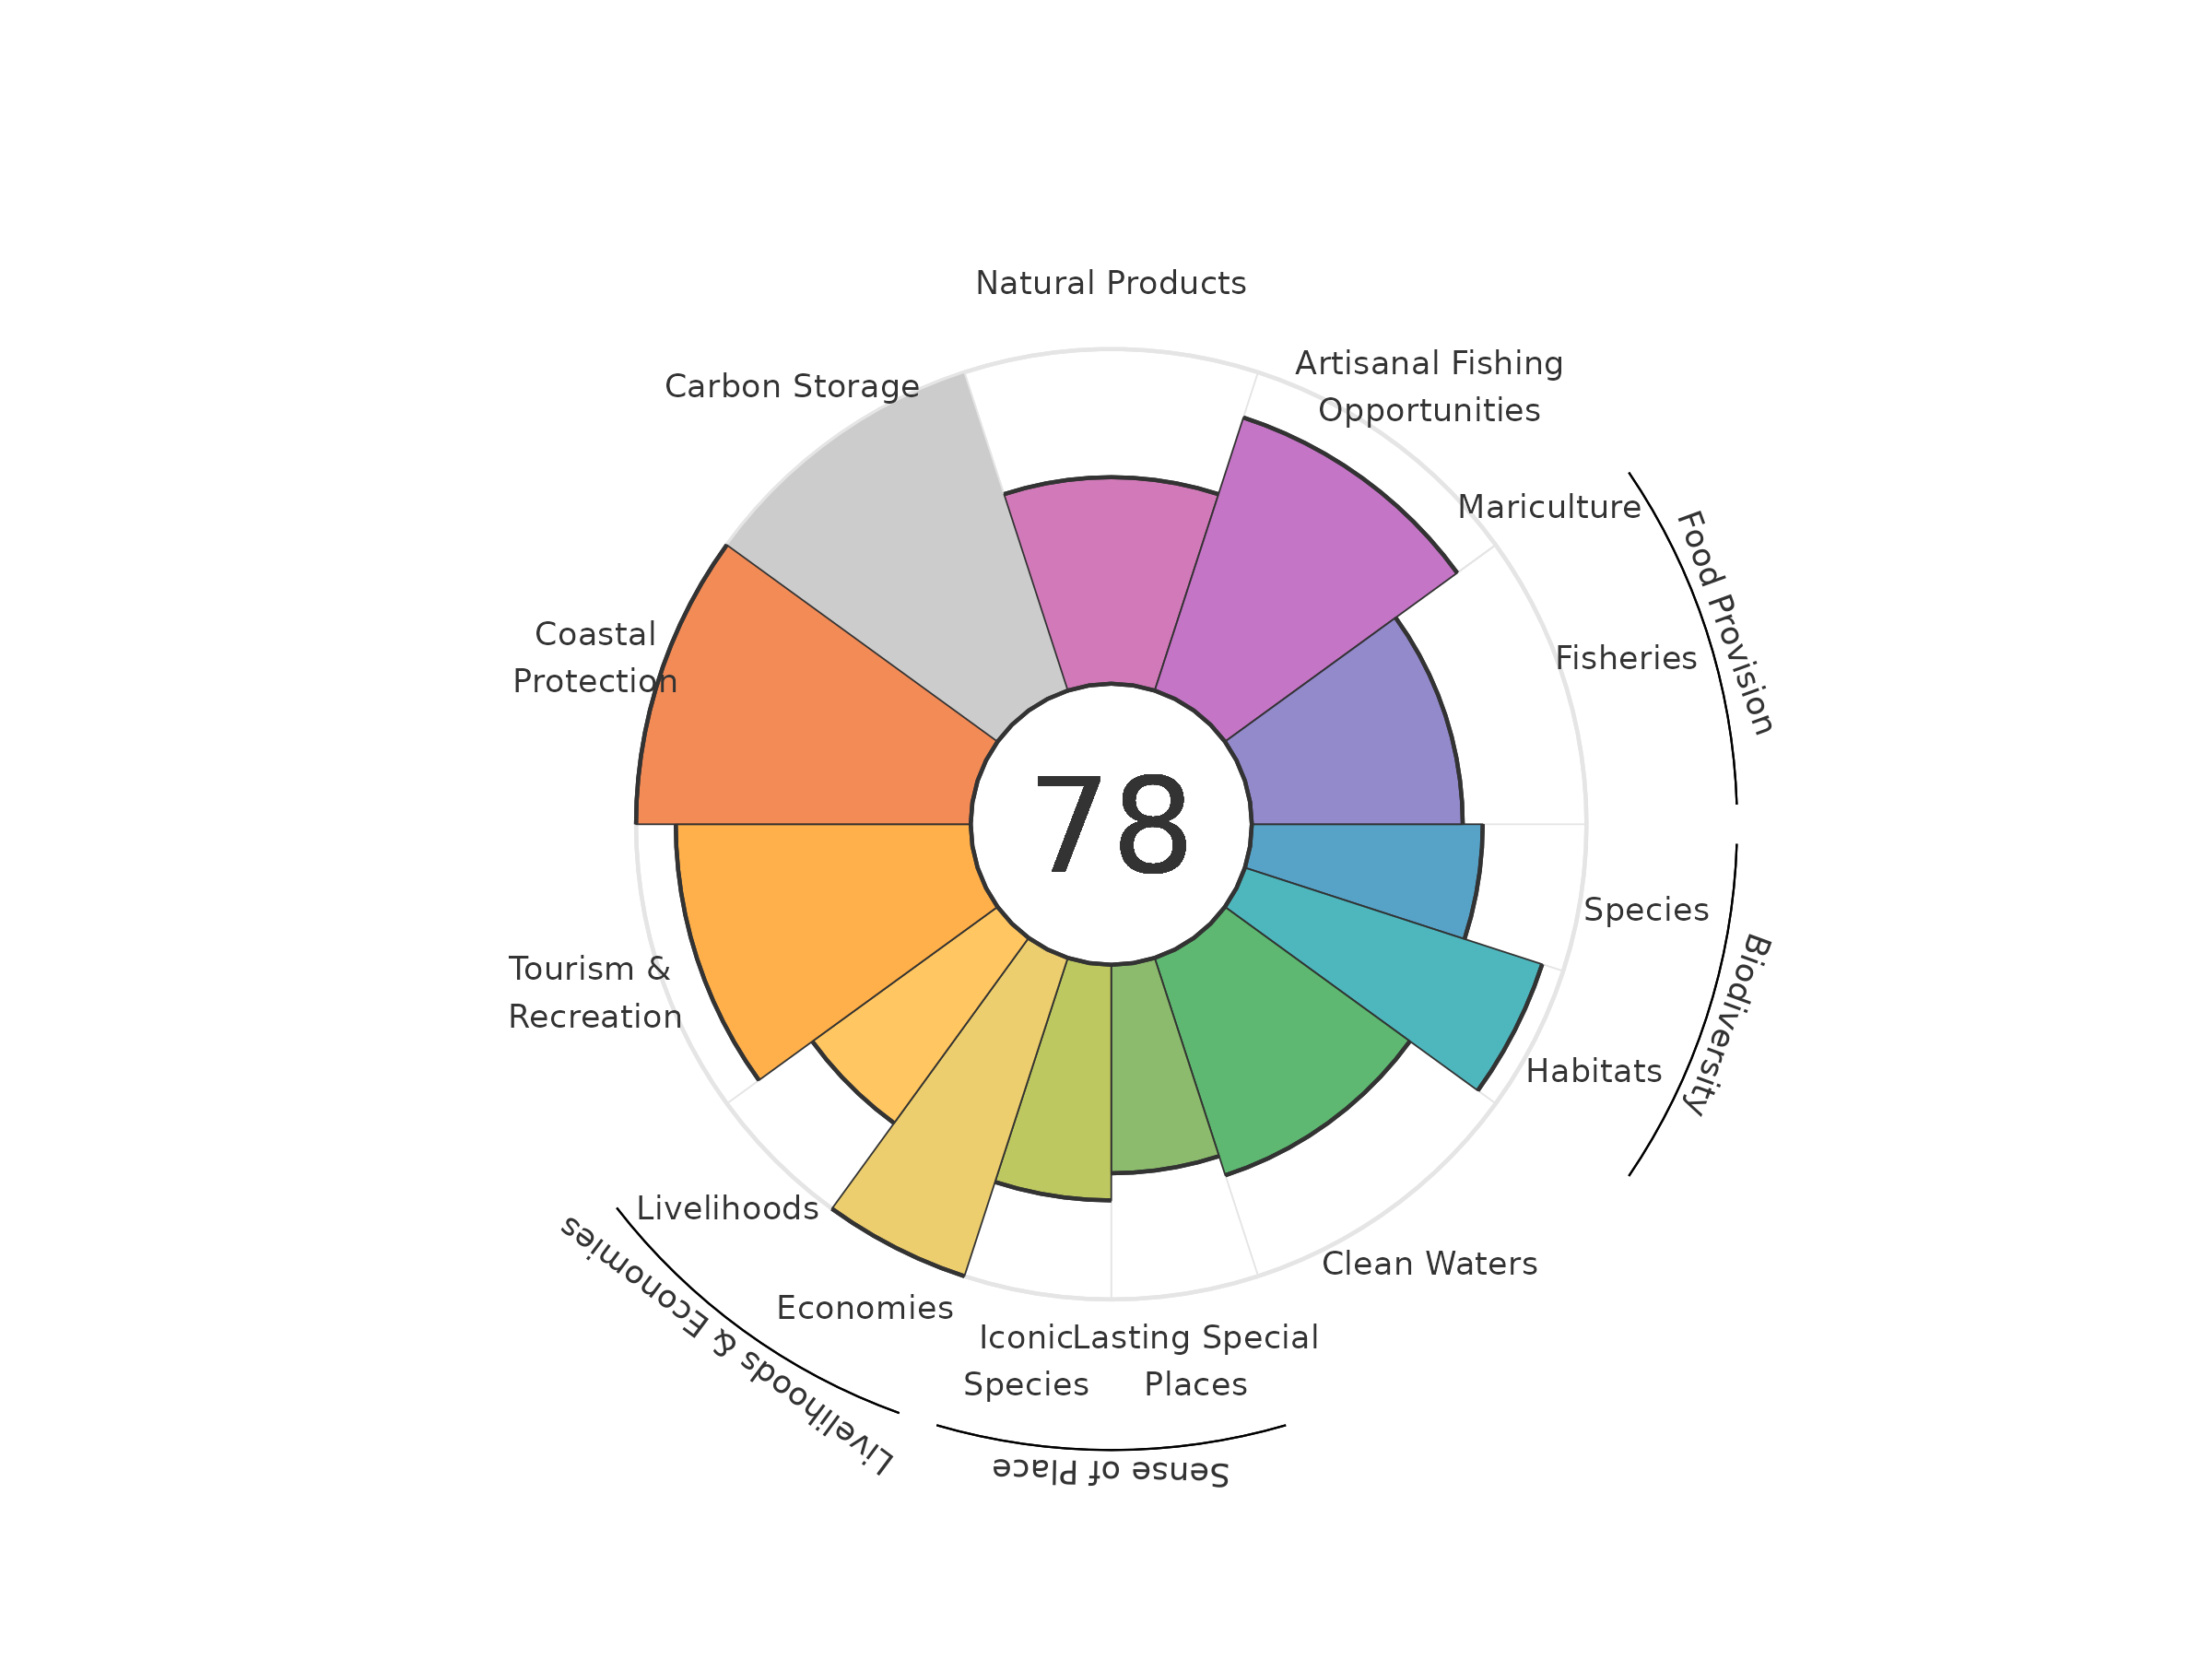 Natural Products
Artisanal Fishing
Opportunities
Carbon Storage
Mariculture
Food Provision
Coastal
Protection
Fisheries
78
Species
Biodiversity
Tourism &
Recreation
Habitats
Livelihoods
Clean Waters
Livelihoods & Economies
Economies
Iconic
Species
Lasting Special
Places
Sense of Place